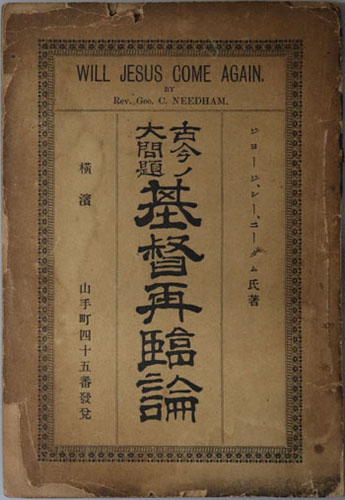 WILL JESUS COME AGAIN.
BY
Rev. Geo. C. NEEDHAM.
ジョージ、シー、ニーダム氏著
古今ノ
大問題
基督再臨論
橫濱 山手町四十五番發兌